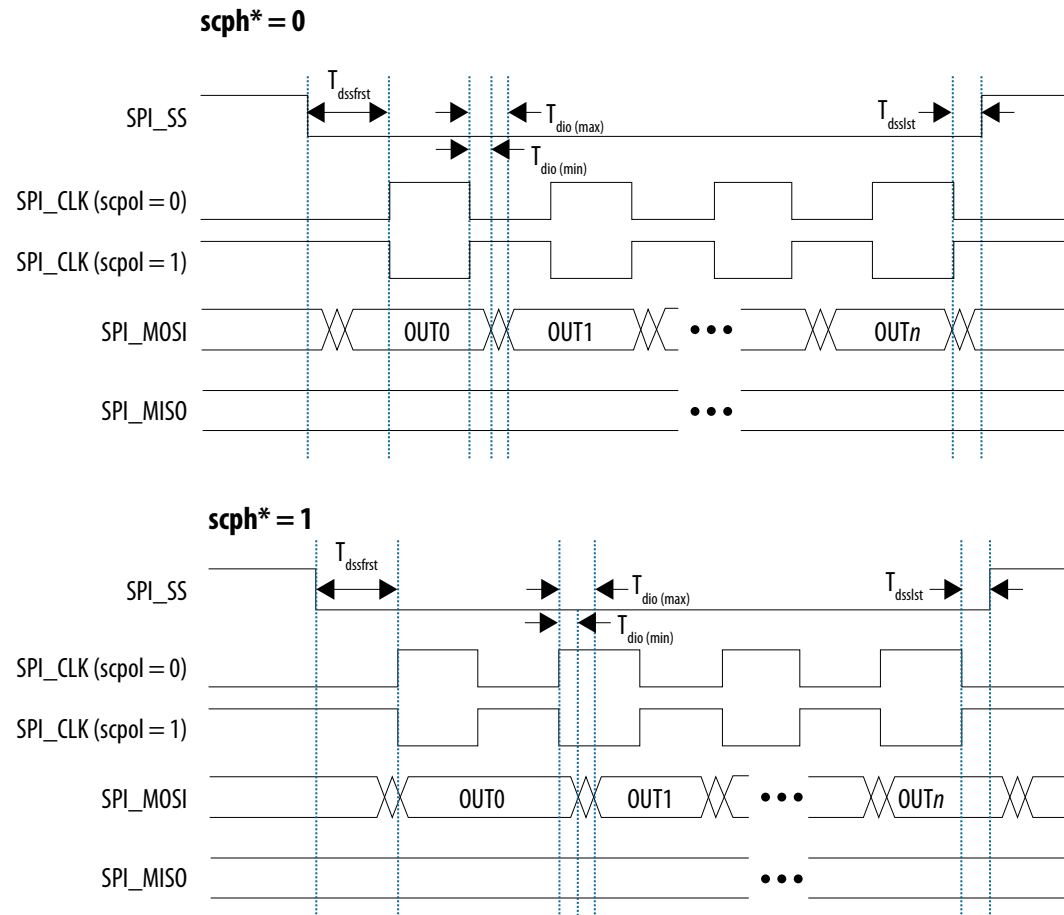 scph* = 0
T dssfrst
SPI_SS
T dio (max)
T dsslst
T dio (min)
SPI_CLK (scpol = 0)
SPI_CLK (scpol = 1)
SPI_MOSI
OUT0
OUT1
•••
OUTn
SPI_MISO
•••
scph* = 1
T dssfrst
SPI_SS
T dio (max)
T dsslst
T dio (min)
SPI_CLK (scpol = 0)
SPI_CLK (scpol = 1)
SPI_MOSI
OUT0
OUT1
•••
OUTn
SPI_MISO
•••